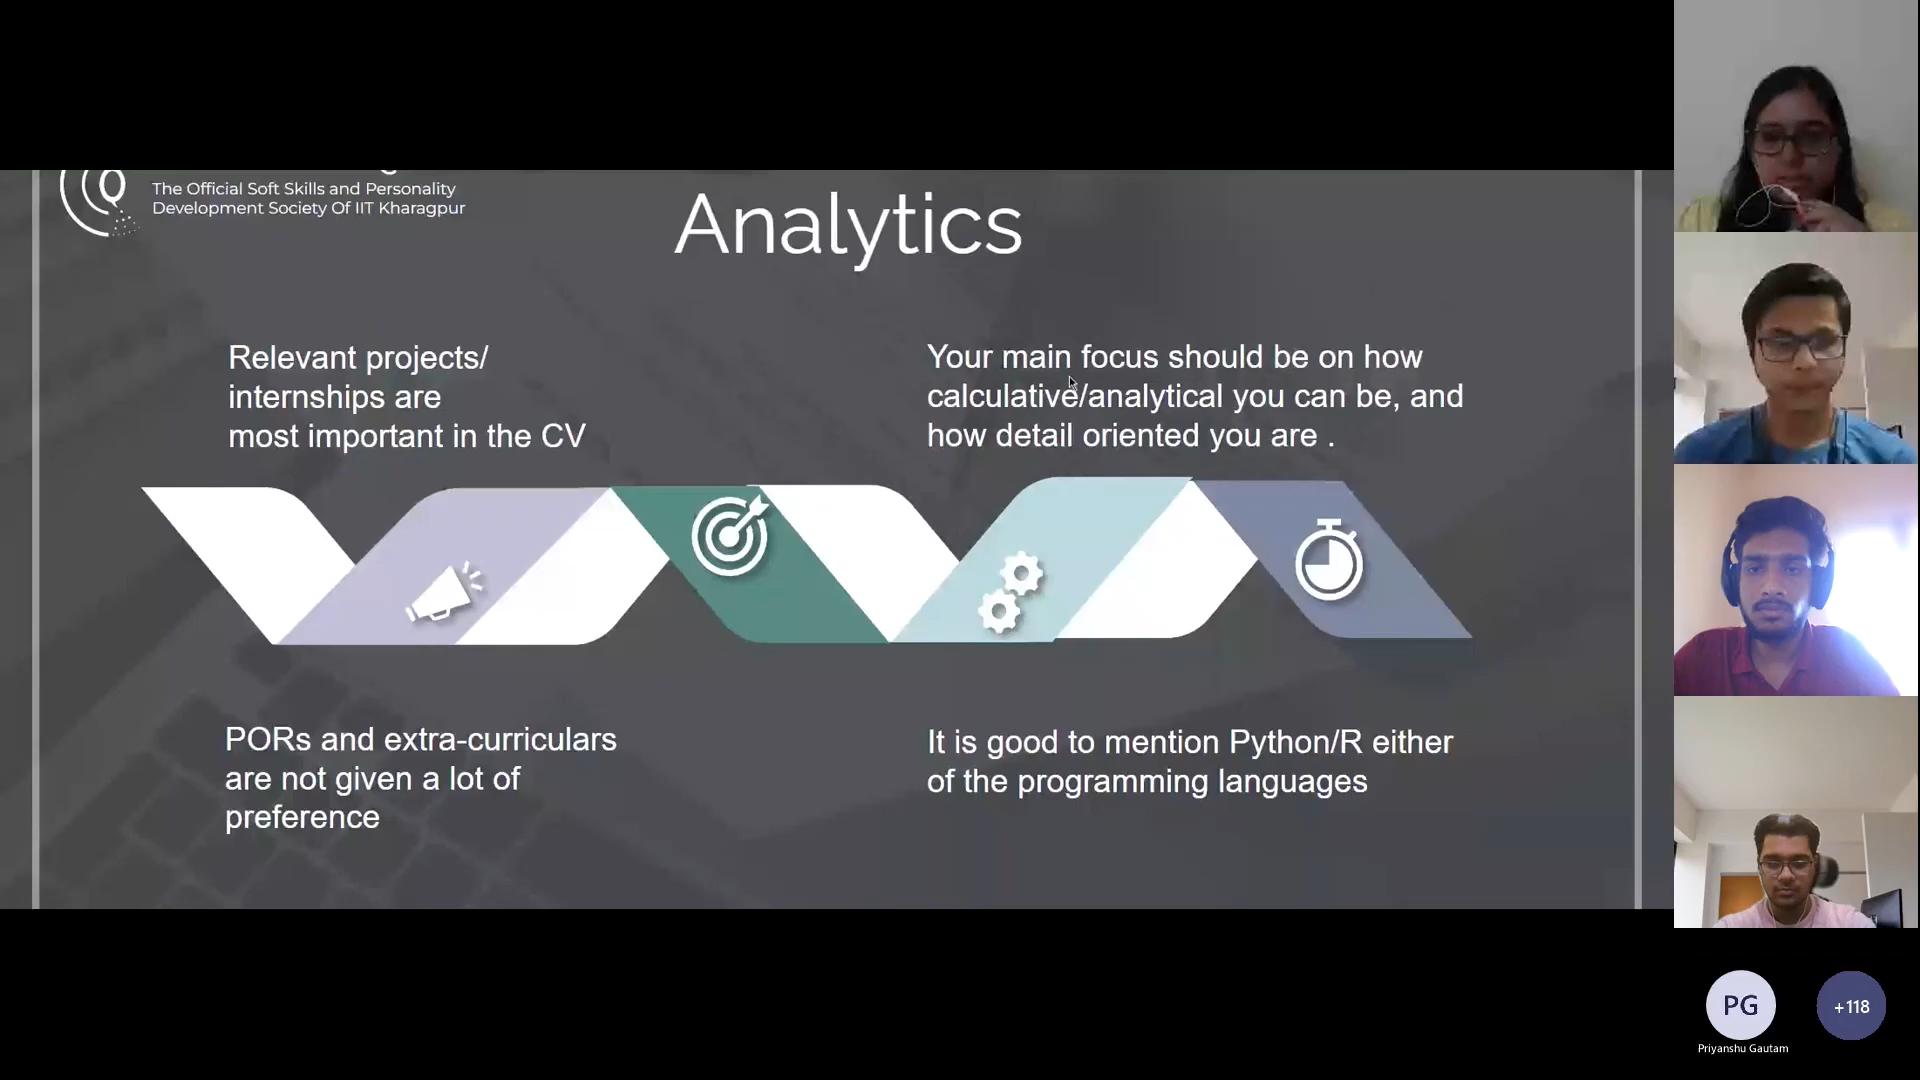 The Official Soft Skills and Personality
Development Society Of IIT Kharagpur
Analytics
Relevant projects/
internships are
most important in the CV
Your main focus should be on how
calculative/analytical you can be, and
how detail oriented you are .
PORs and extra-curriculars
are not given a lot of
preference
It is good to mention Python/R either
of the programming languages
PG
+118
Priyanshu Gautam